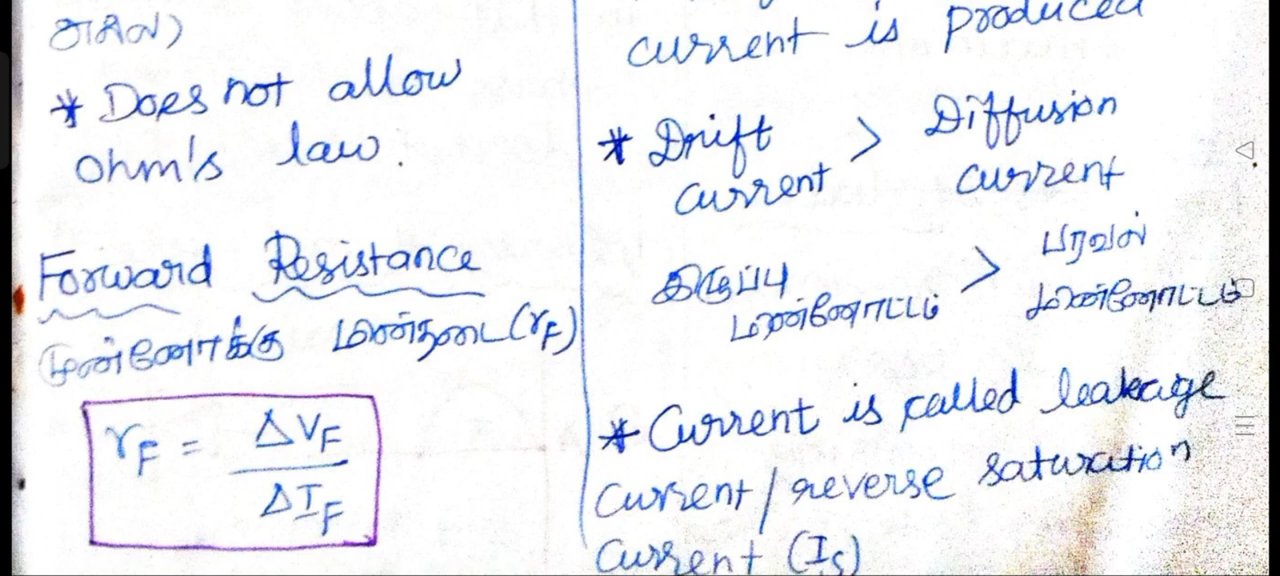 * Does not allow
ohm's law.
Forward Resistance
முன்னோக்கு மின்தடை (rF)
rF = ΔVF / ΔIF
current is produced
* Drift > Diffusion
current current
இழுப்பு > பரவல்
மின்னோட்டம் மின்னோட்டம்
* Current is called leakage
current / reverse saturation
current (Is)